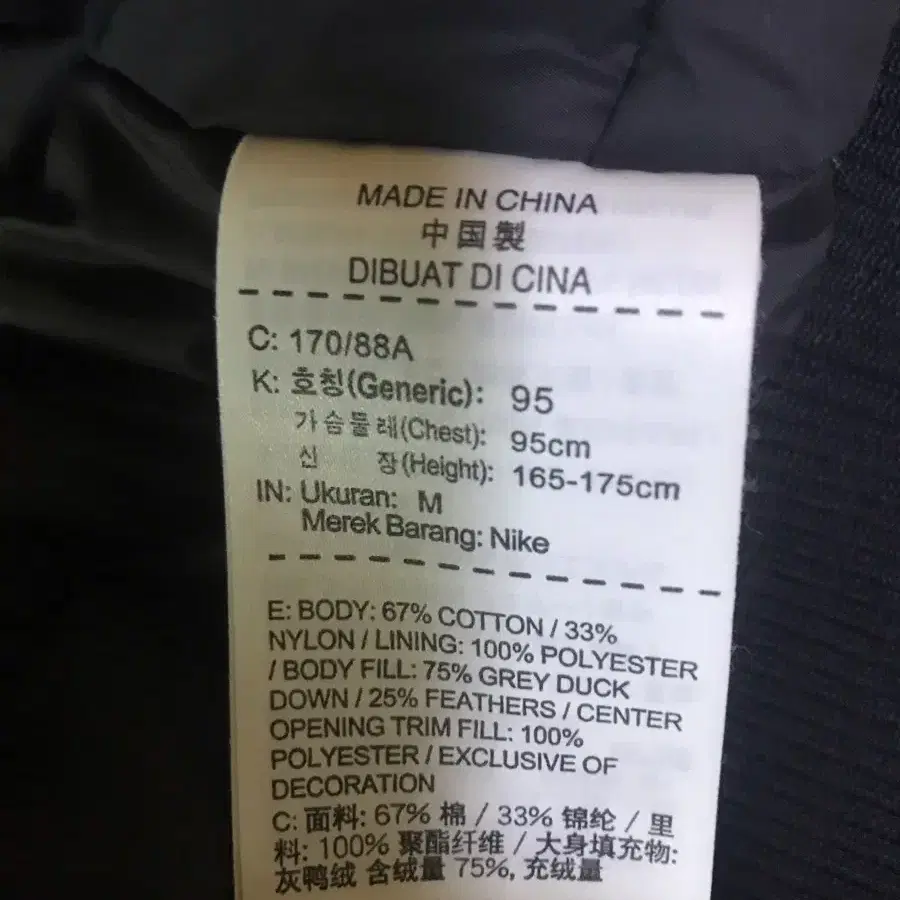 MADE IN CHINA
中国製
DIBUAT DI CINA
C: 170/88A
K: 호칭(Generic): 95
가슴둘레(Chest): 95cm
신 장(Height): 165-175cm
IN: Ukuran: M
Merek Barang: Nike
E: BODY: 67% COTTON / 33%
NYLON / LINING: 100% POLYESTER
/ BODY FILL: 75% GREY DUCK
DOWN / 25% FEATHERS / CENTER
OPENING TRIM FILL: 100%
POLYESTER / EXCLUSIVE OF
DECORATION
C: 面料: 67% 棉 / 33% 锦纶 / 里
料: 100% 聚酯纤维 / 大身填充物:
灰鸭绒 含绒量 75%, 充绒量